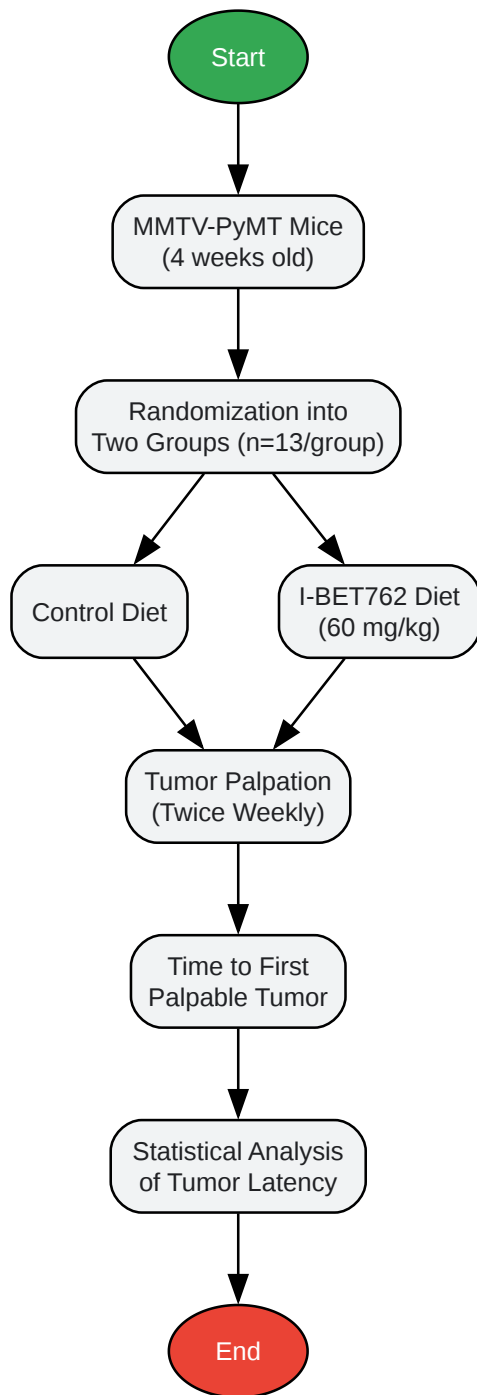 Start
MMTV-PyMT Mice
(4 weeks old)
Randomization into
Two Groups (n=13/group)
Control Diet
I-BET762 Diet
(60 mg/kg)
Tumor Palpation
(Twice Weekly)
Time to First
Palpable Tumor
Statistical Analysis
of Tumor Latency
End